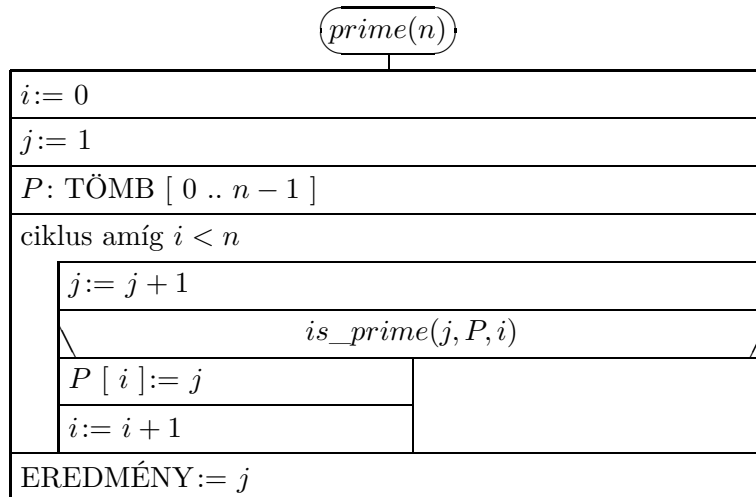 prime(n)
i := 0
j := 1
P : TÖMB [ 0 .. n − 1 ]
ciklus amíg i < n
j := j + 1
is_prime(j, P, i)
P [ i ] := j
i := i + 1
EREDMÉNY := j